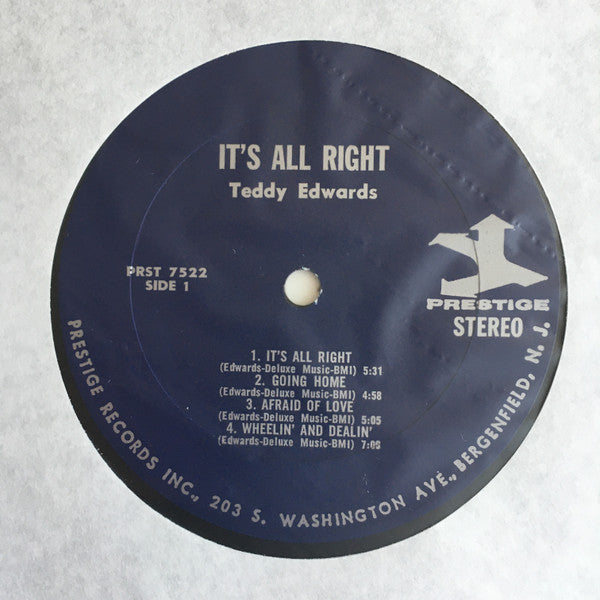 IT'S ALL RIGHT
Teddy Edwards
PRST 7522
SIDE 1
PRESTIGE
STEREO
1. IT'S ALL RIGHT
(Edwards-Deluxe Music-BMI) 5:31
2. GOING HOME
(Edwards-Deluxe Music-BMI) 4:58
3. AFRAID OF LOVE
(Edwards-Deluxe Music-BMI) 5:05
4. WHEELIN' AND DEALIN'
(Edwards-Deluxe Music-BMI) 7:08
PRESTIGE RECORDS INC., 203 S. WASHINGTON AVE., BERGENFIELD, N. J.